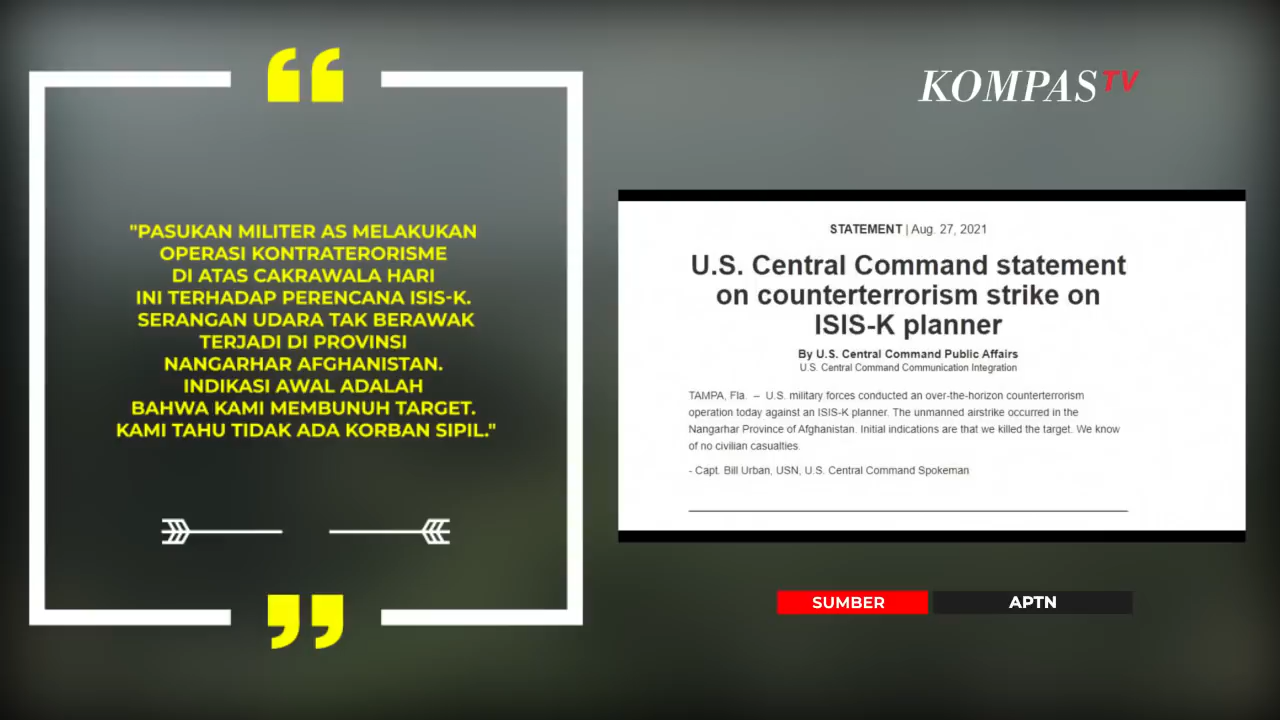 KOMPASTV
"PASUKAN MILITER AS MELAKUKAN
OPERASI KONTRATERORISME
DI ATAS CAKRAWALA HARI
INI TERHADAP PERENCANA ISIS-K.
SERANGAN UDARA TAK BERAWAK
TERJADI DI PROVINSI
NANGARHAR AFGHANISTAN.
INDIKASI AWAL ADALAH
BAHWA KAMI MEMBUNUH TARGET.
KAMI TAHU TIDAK ADA KORBAN SIPIL."
STATEMENT | Aug. 27, 2021
U.S. Central Command statement
on counterterrorism strike on
ISIS-K planner
By U.S. Central Command Public Affairs
U.S. Central Command Communication Integration
TAMPA, Fla. – U.S. military forces conducted an over-the-horizon counterterrorism
operation today against an ISIS-K planner. The unmanned airstrike occurred in the
Nangarhar Province of Afghanistan. Initial indications are that we killed the target. We know
of no civilian casualties.
- Capt. Bill Urban, USN, U.S. Central Command Spokeman
SUMBER APTN